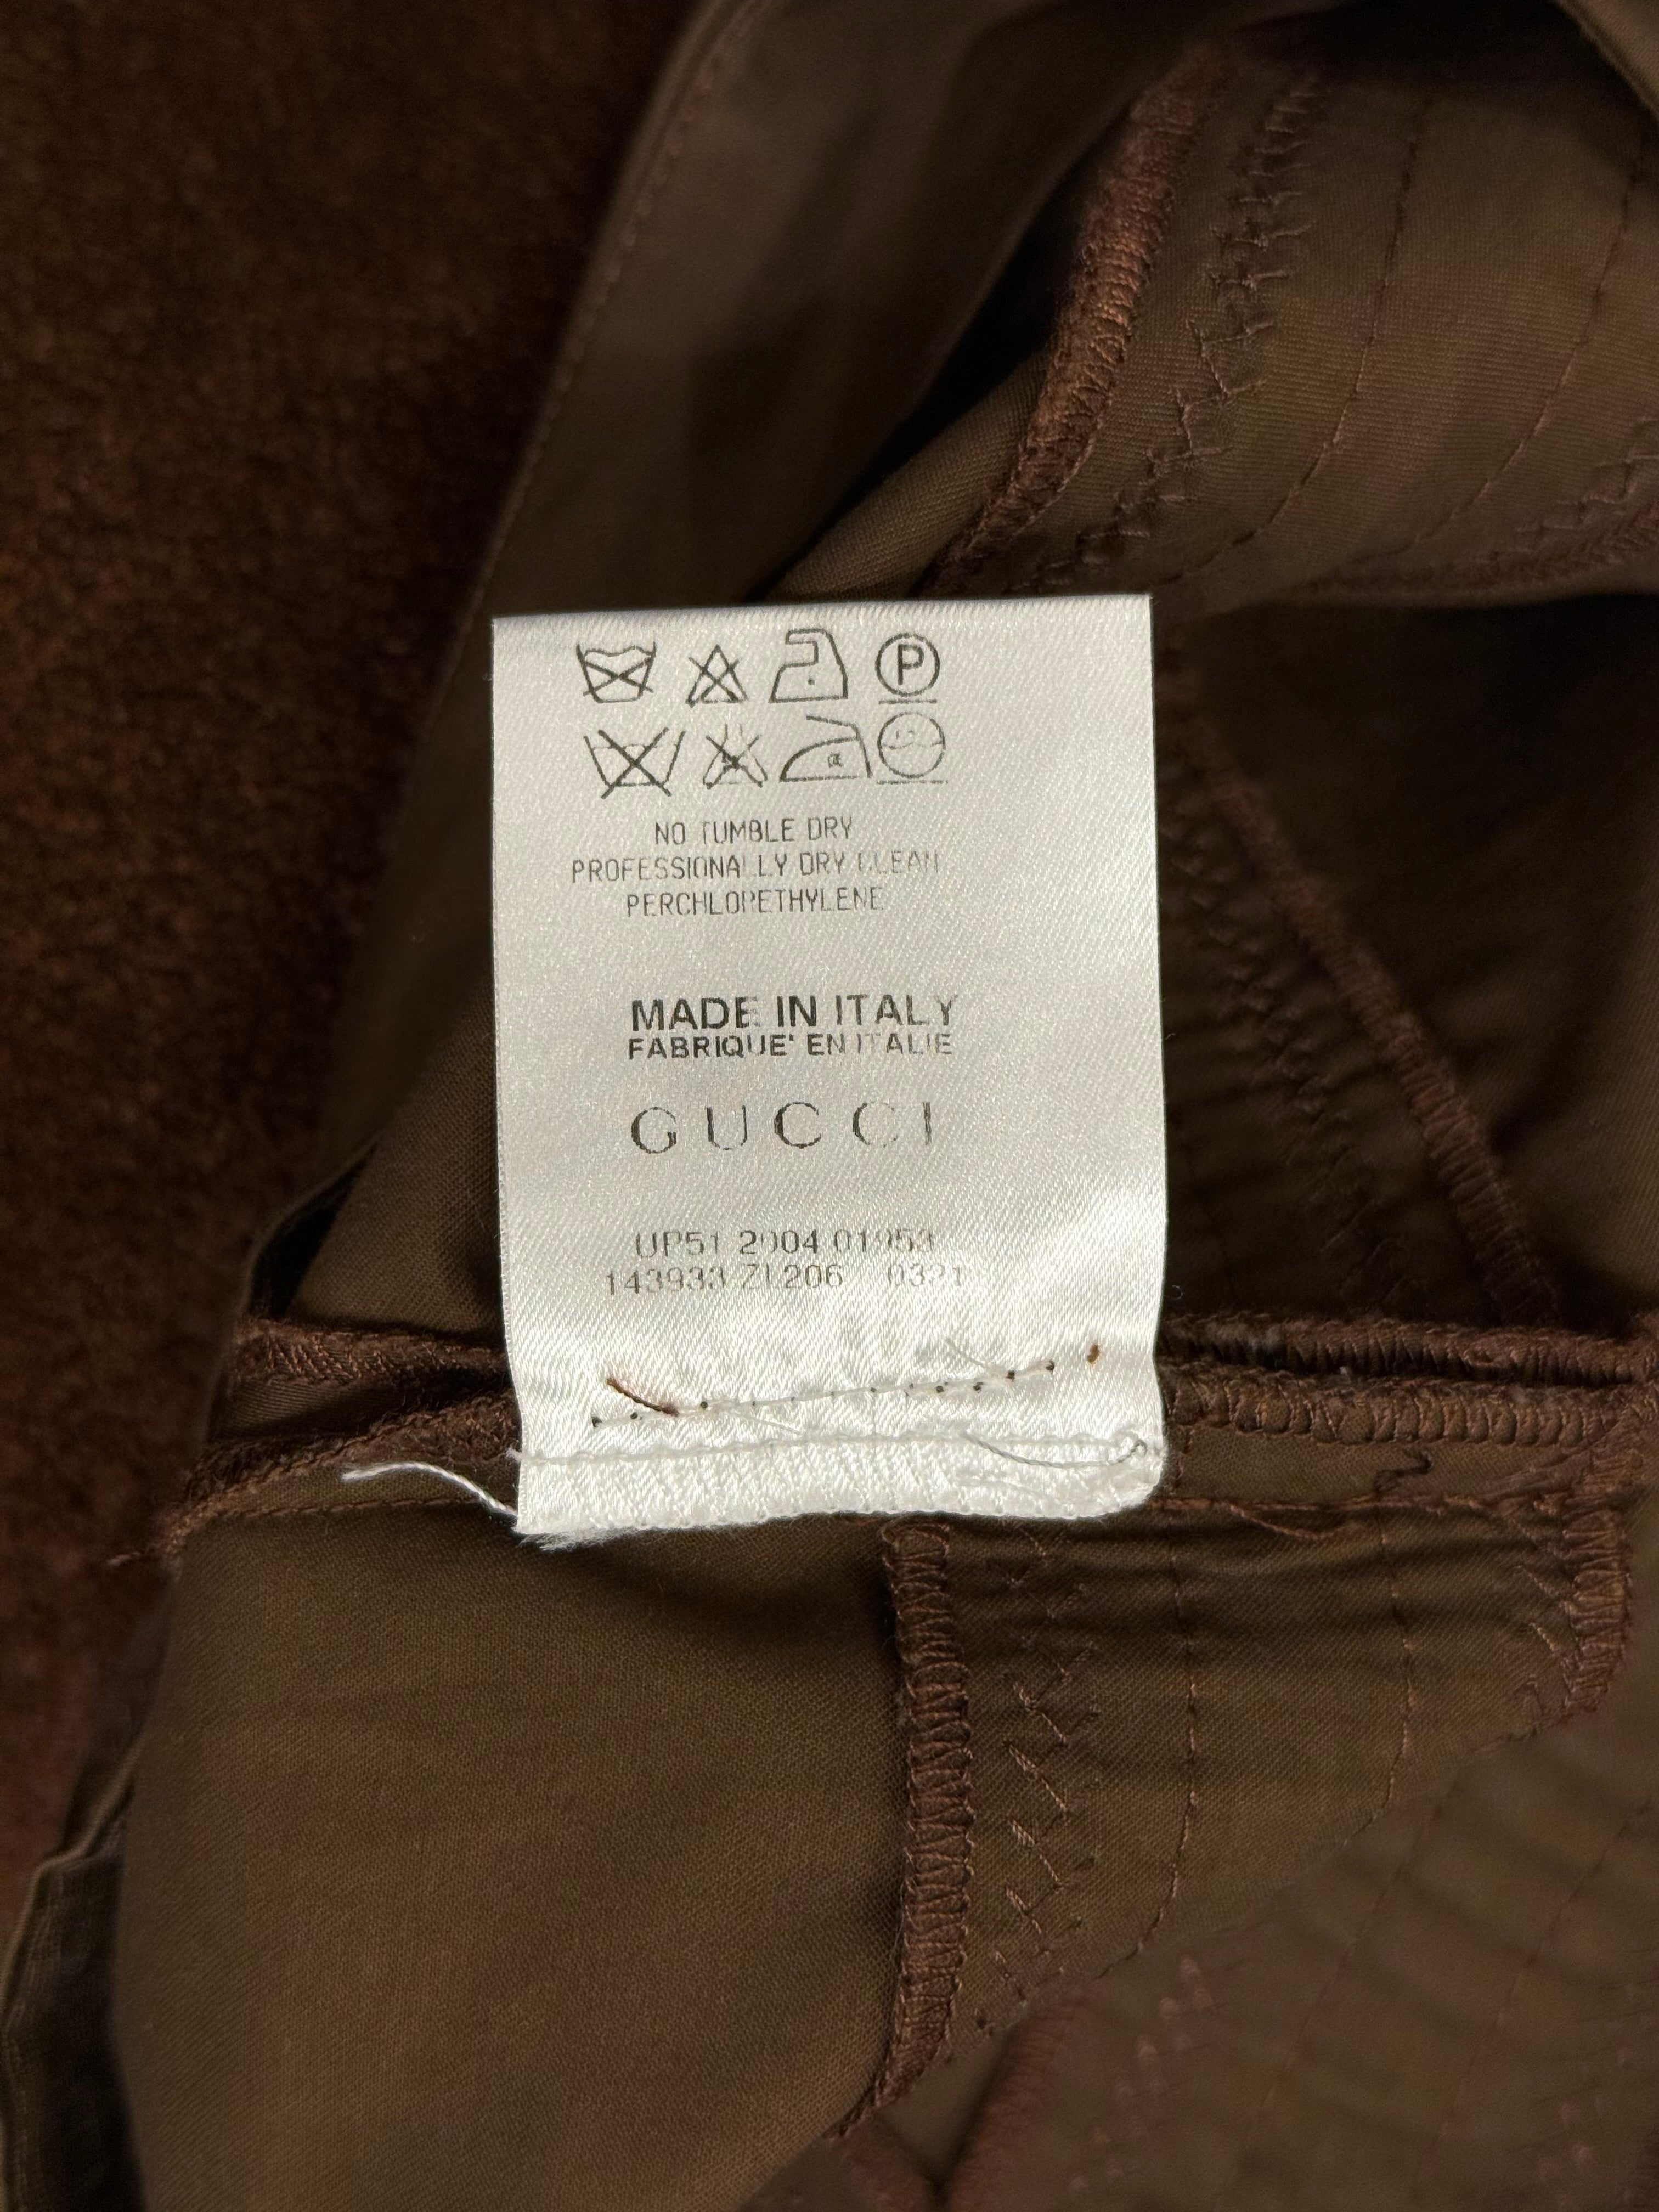 P
NO TUMBLE DRY
PROFESSIONALLY DRY CLEAN
PERCHLORETHYLENE
MADE IN ITALY
FABRIQUE' EN ITALIE
GUCCI
UP51 2004 01953
143933 ZL206 0321